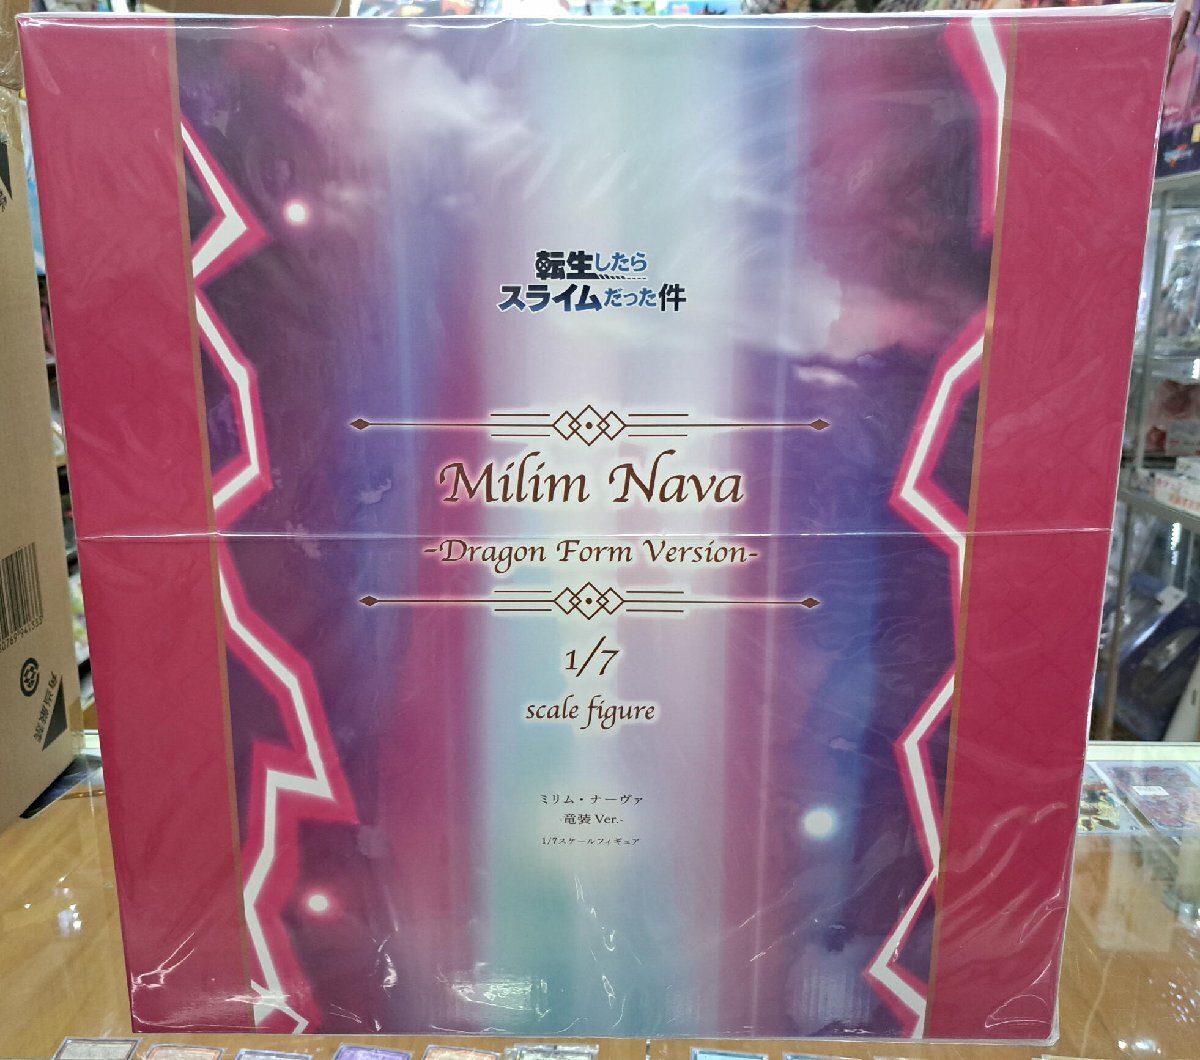 転生したら
スライムだった件
Milim Nava
-Dragon Form Version-
1/7
scale figure
ミリム・ナーヴァ
-竜装 Ver.-
1/7スケールフィギュア